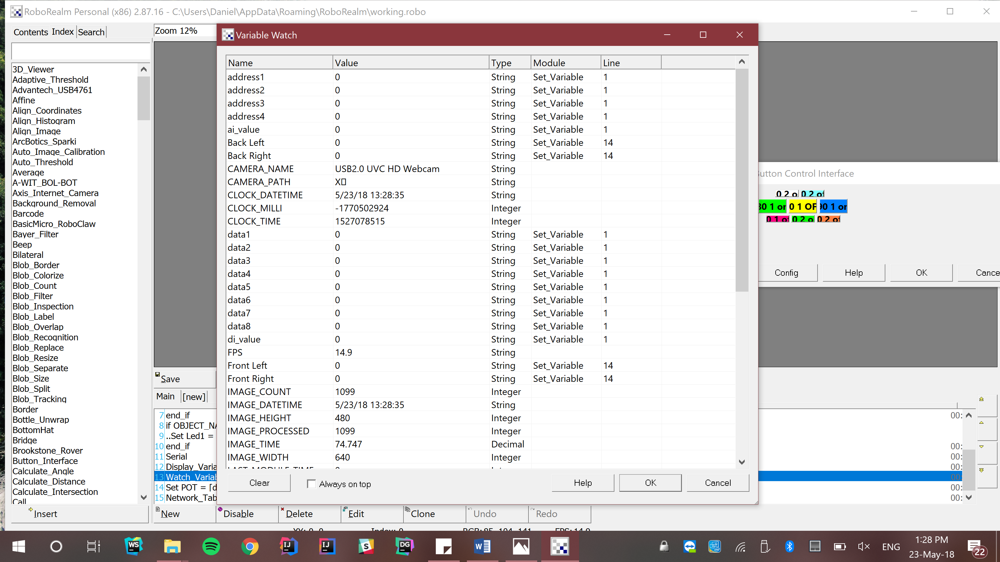 RoboRealm Personal (x86) 2.87.16 - C:\Users\Daniel\AppData\Roaming\RoboRealm\working.robo
Contents Index Search
Zoom 12%
3D_Viewer
Adaptive_Threshold
Advantech_USB4761
Affine
Align_Coordinates
Align_Histogram
Align_Image
ArcBotics_Sparki
Auto_Image_Calibration
Auto_Threshold
Average
A-WIT_BOL-BOT
Axis_Internet_Camera
Background_Removal
Barcode
BasicMicro_RoboClaw
Bayer_Filter
Beep
Bilateral
Blob_Border
Blob_Colorize
Blob_Count
Blob_Filter
Blob_Inspection
Blob_Label
Blob_Overlap
Blob_Recognition
Blob_Replace
Blob_Resize
Blob_Separate
Blob_Size
Blob_Split
Blob_Tracking
Border
Bottle_Unwrap
BottomHat
Bridge
Brookstone_Rover
Button_Interface
Calculate_Angle
Calculate_Distance
Calculate_Intersection
Call
Insert
Variable Watch
Name Value Type Module Line
address1 0 String Set_Variable 1
address2 0 String Set_Variable 1
address3 0 String Set_Variable 1
address4 0 String Set_Variable 1
ai_value 0 String Set_Variable 1
Back Left 0 String Set_Variable 14
Back Right 0 String Set_Variable 14
CAMERA_NAME USB2.0 UVC HD Webcam String
CAMERA_PATH X▯ String
CLOCK_DATETIME 5/23/18 13:28:35 String
CLOCK_MILLI -1770502924 Integer
CLOCK_TIME 1527078515 Integer
data1 0 String Set_Variable 1
data2 0 String Set_Variable 1
data3 0 String Set_Variable 1
data4 0 String Set_Variable 1
data5 0 String Set_Variable 1
data6 0 String Set_Variable 1
data7 0 String Set_Variable 1
data8 0 String Set_Variable 1
di_value 0 String Set_Variable 1
FPS 14.9 String
Front Left 0 String Set_Variable 14
Front Right 0 String Set_Variable 14
IMAGE_COUNT 1099 Integer
IMAGE_DATETIME 5/23/18 13:28:35 String
IMAGE_HEIGHT 480 Integer
IMAGE_PROCESSED 1099 Integer
IMAGE_TIME 74.747 Decimal
IMAGE_WIDTH 640 Integer
Clear Always on top Help OK Cancel
utton Control Interface
0 2 o 0 2 of
0 1 or 0 1 OF 0 1 or
0 1 of 0 2 o 0 2 of
Config Help OK Cance
Save
Main [new]
7 end_if 00:
8 if OBJECT_NA
9 ..Set Led1 =
10 end_if 00:
11 Serial 00:
12 Display_Varia 00:
13 Watch_Variab 00:
14 Set POT = [d 00:
15 Network_Tab 00:
New Disable Delete Edit Clone Undo Redo
WS IJ IJ S DG W
ENG
1:28 PM
23-May-18
22